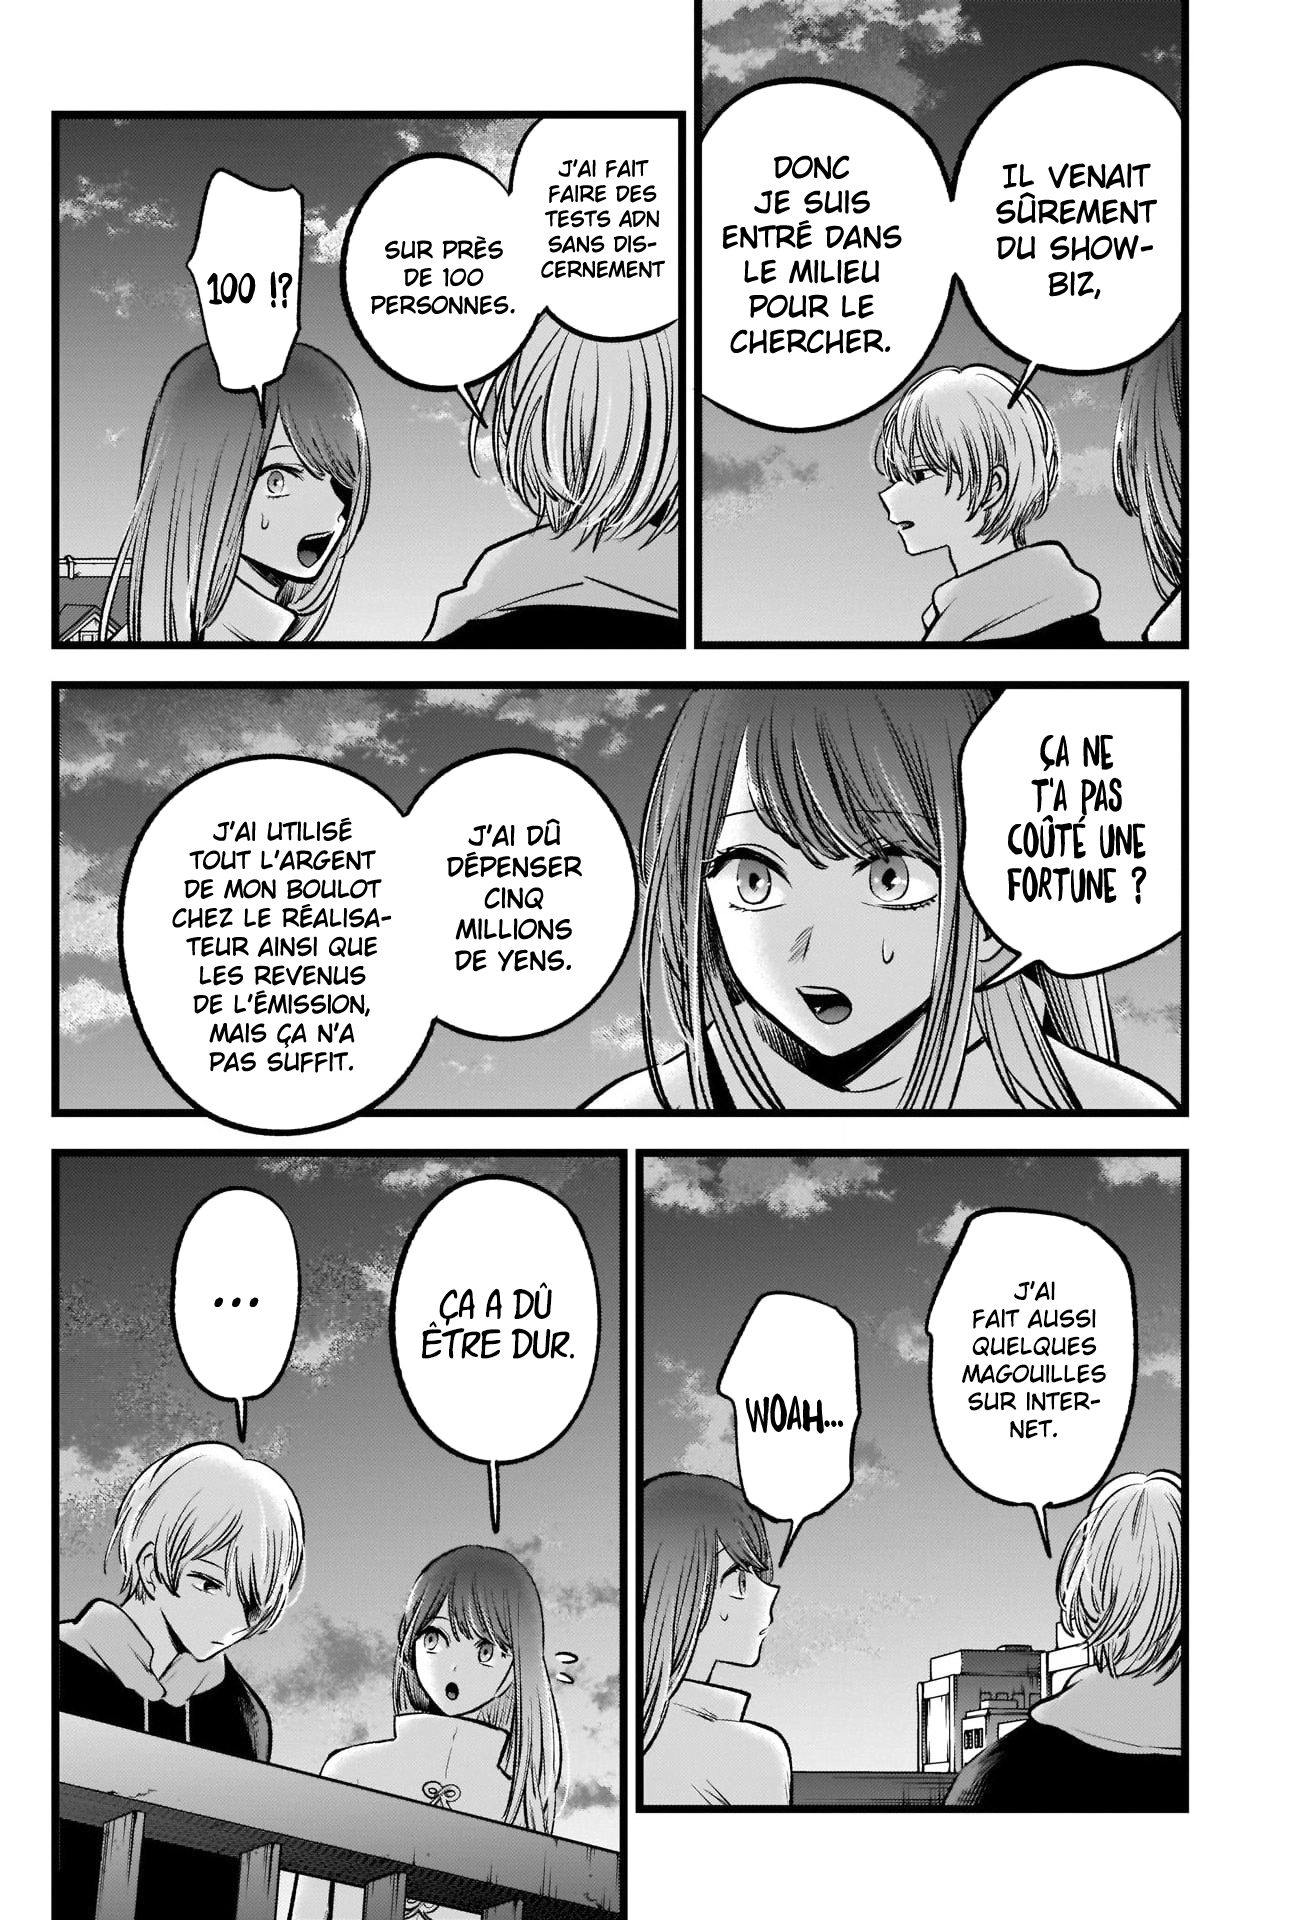 IL VENAIT
SÛREMENT
DU SHOW-
BIZ,
DONC
JE SUIS
ENTRÉ DANS
LE MILIEU
POUR LE
CHERCHER.
J'AI FAIT
FAIRE DES
TESTS ADN
SANS DIS-
CERNEMENT
SUR PRÈS
DE 100
PERSONNES.
100 !?
ÇA NE
T'A PAS
COÛTÉ UNE
FORTUNE ?
J'AI DÛ
DÉPENSER
CINQ
MILLIONS
DE YENS.
J'AI UTILISÉ
TOUT L'ARGENT
DE MON BOULOT
CHEZ LE RÉALISA-
TEUR AINSI QUE
LES REVENUS
DE L'ÉMISSION,
MAIS ÇA N'A
PAS SUFFIT.
J'AI
FAIT AUSSI
QUELQUES
MAGOUILLES
SUR INTER-
NET.
WOAH...
ÇA A DÛ
ÊTRE DUR.
...